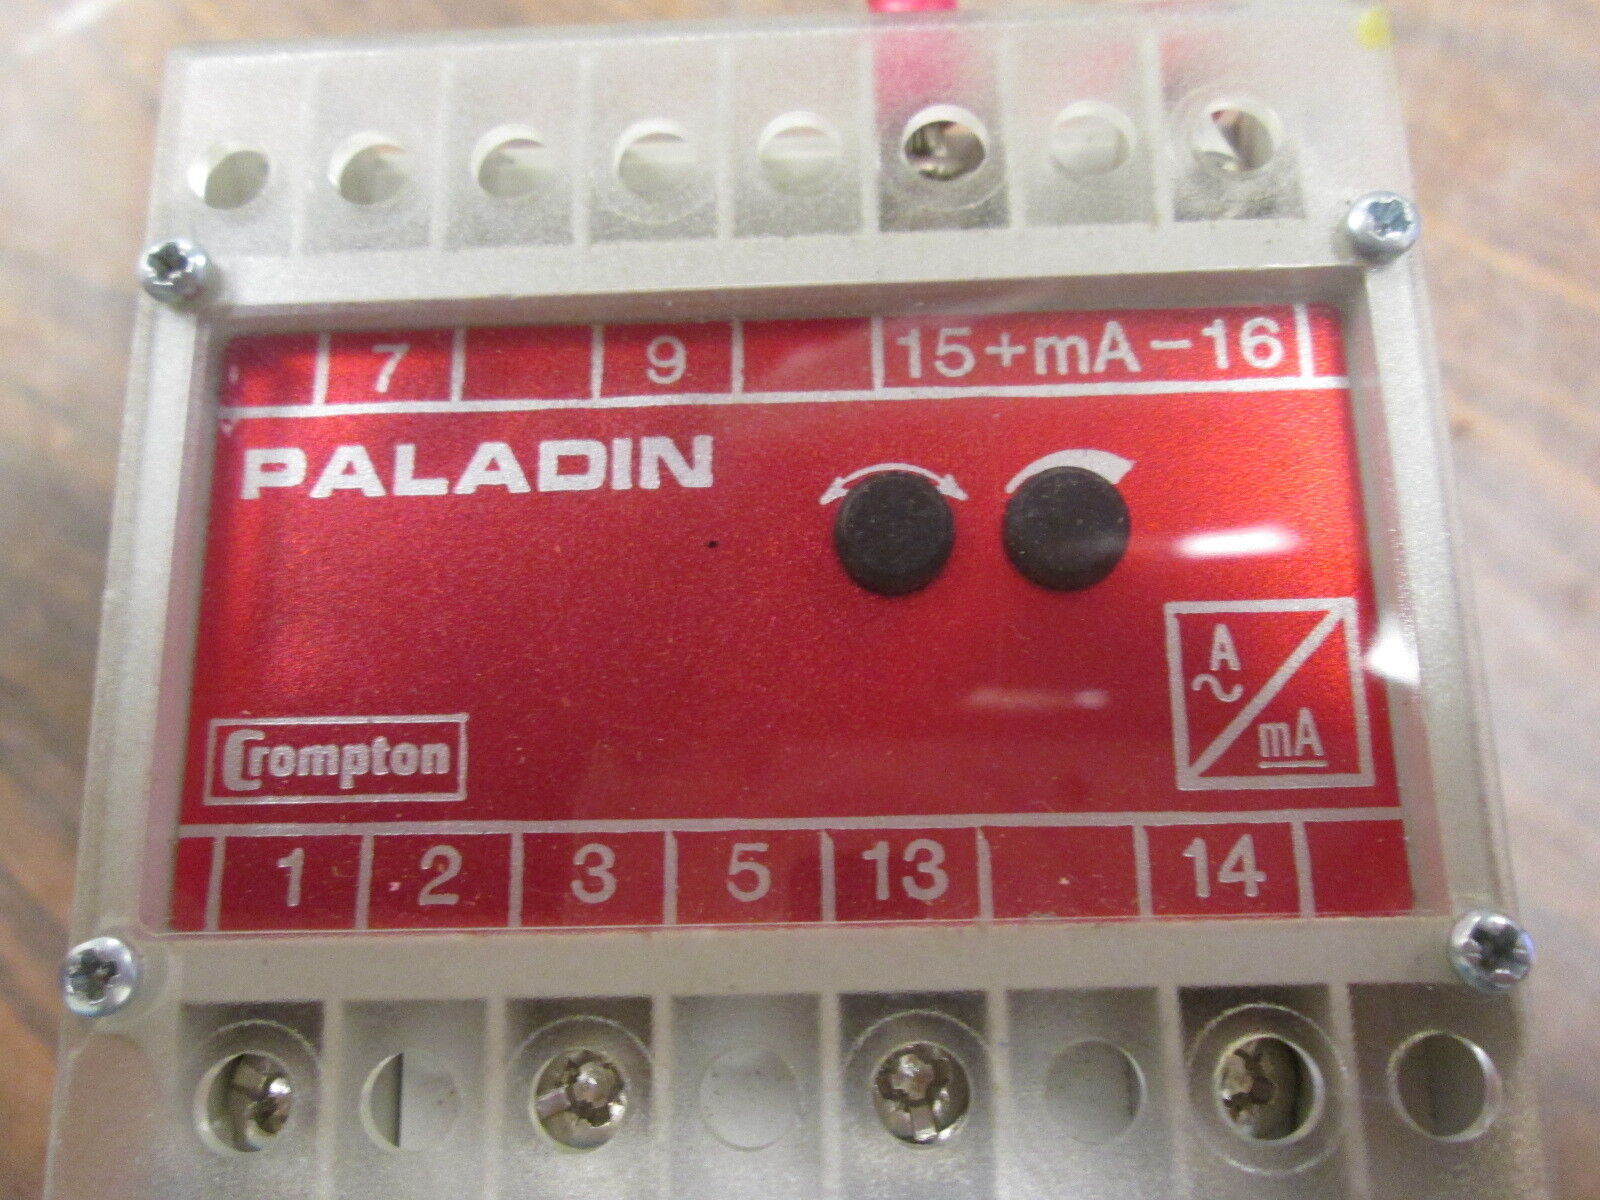 7 9 15+mA-16
PALADIN
A
~
mA
Crompton
1 2 3 5 13 14